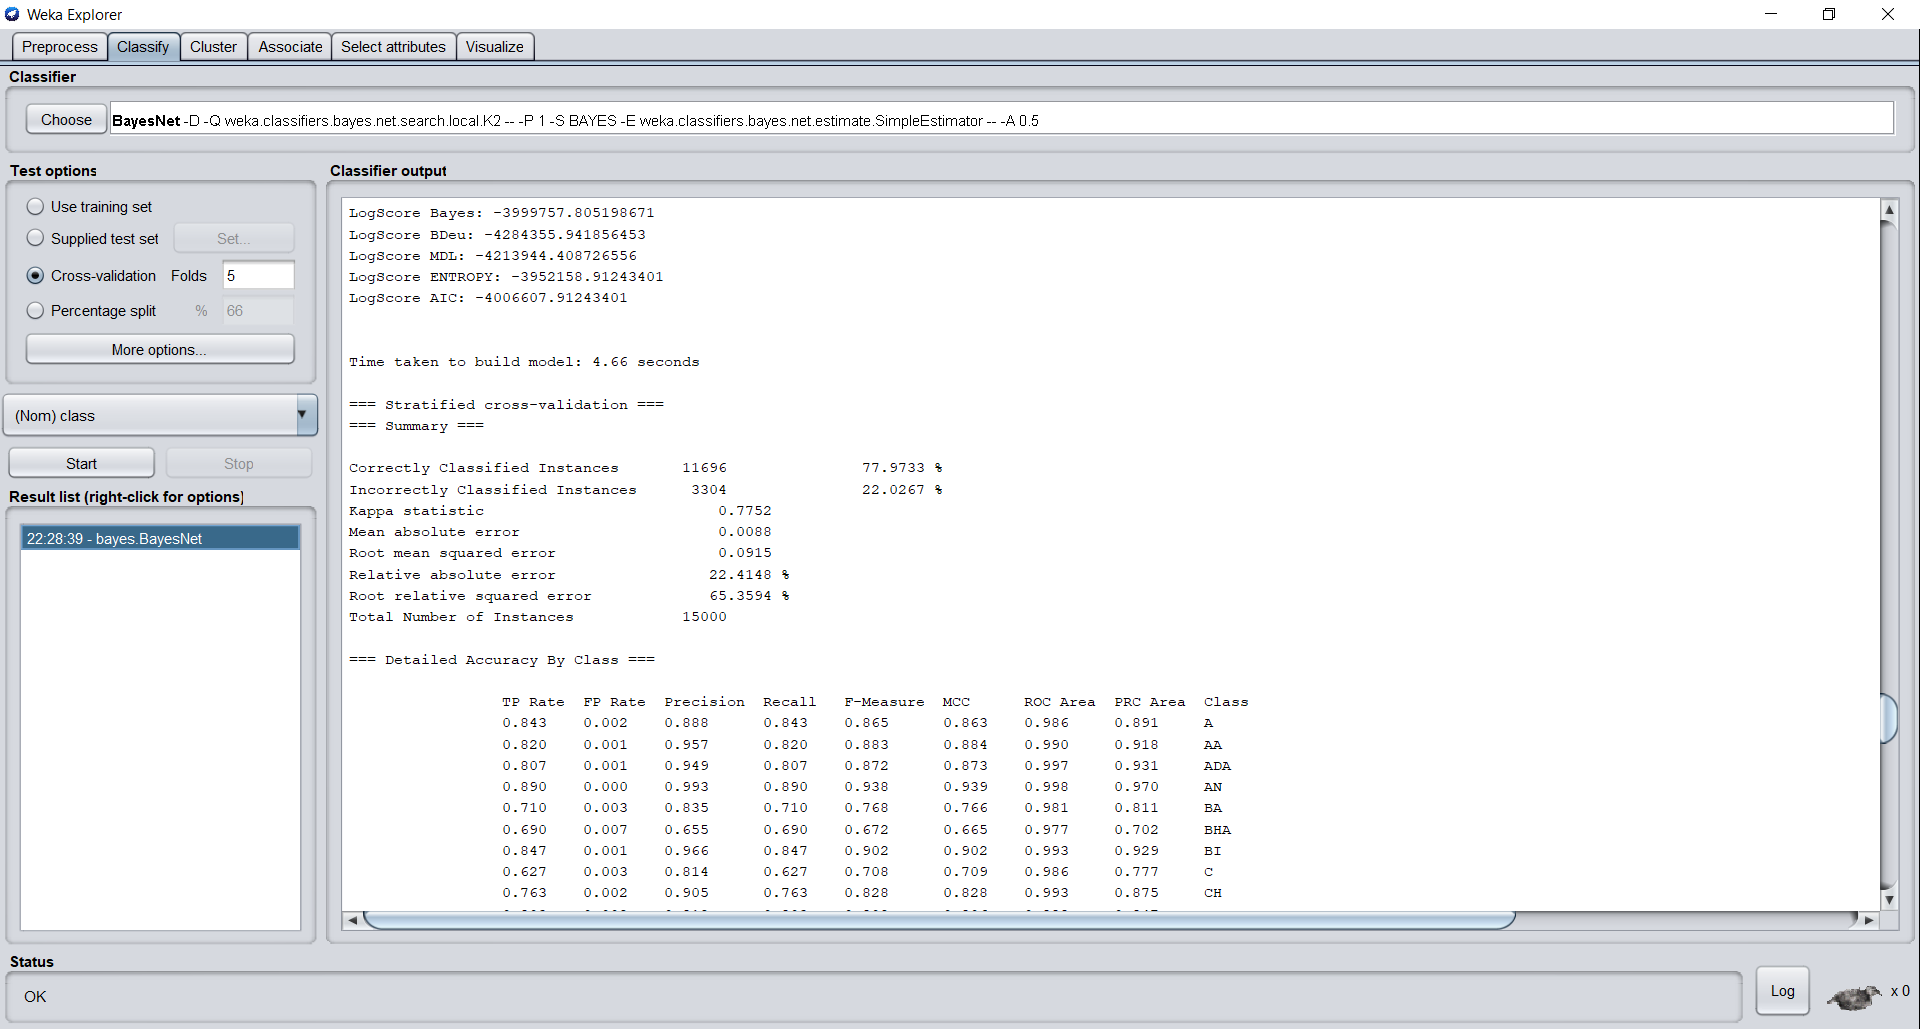 Weka Explorer
Preprocess Classify Cluster Associate Select attributes Visualize
Classifier
Choose BayesNet -D -Q weka.classifiers.bayes.net.search.local.K2 -- -P 1 -S BAYES -E weka.classifiers.bayes.net.estimate.SimpleEstimator -- -A 0.5
Test options
Use training set
Supplied test set Set...
Cross-validation Folds 5
Percentage split % 66
More options...
(Nom) class
Start Stop
Result list (right-click for options)
22:28:39 - bayes.BayesNet
Classifier output
LogScore Bayes: -3999757.805198671
LogScore BDeu: -4284355.941856453
LogScore MDL: -4213944.408726556
LogScore ENTROPY: -3952158.91243401
LogScore AIC: -4006607.91243401
Time taken to build model: 4.66 seconds
=== Stratified cross-validation ===
=== Summary ===
Correctly Classified Instances 11696 77.9733 %
Incorrectly Classified Instances 3304 22.0267 %
Kappa statistic 0.7752
Mean absolute error 0.0088
Root mean squared error 0.0915
Relative absolute error 22.4148 %
Root relative squared error 65.3594 %
Total Number of Instances 15000
=== Detailed Accuracy By Class ===
TP Rate FP Rate Precision Recall F-Measure MCC ROC Area PRC Area Class
0.843 0.002 0.888 0.843 0.865 0.863 0.986 0.891 A
0.820 0.001 0.957 0.820 0.883 0.884 0.990 0.918 AA
0.807 0.001 0.949 0.807 0.872 0.873 0.997 0.931 ADA
0.890 0.000 0.993 0.890 0.938 0.939 0.998 0.970 AN
0.710 0.003 0.835 0.710 0.768 0.766 0.981 0.811 BA
0.690 0.007 0.655 0.690 0.672 0.665 0.977 0.702 BHA
0.847 0.001 0.966 0.847 0.902 0.902 0.993 0.929 BI
0.627 0.003 0.814 0.627 0.708 0.709 0.986 0.777 C
0.763 0.002 0.905 0.763 0.828 0.828 0.993 0.875 CH
Status
OK
Log
x 0